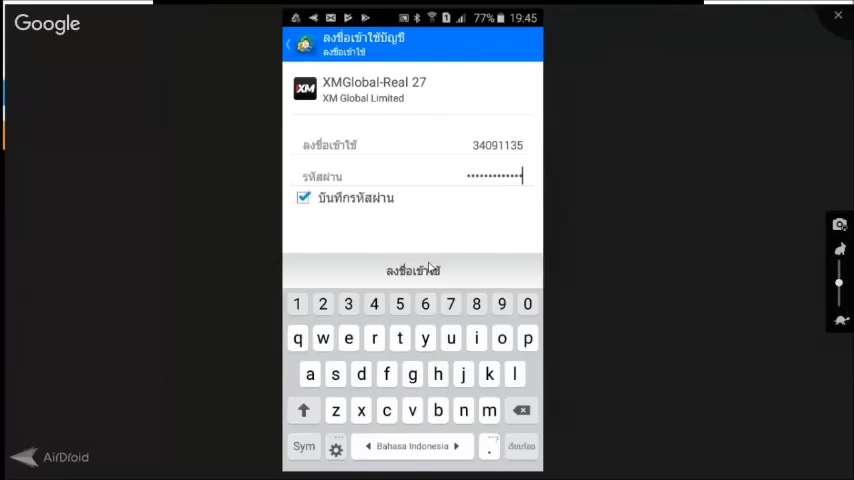 Google
77% 19:45
ลงชื่อเข้าใช้บัญชี
ลงชื่อเข้าใช้
XM
XMGlobal-Real 27
XM Global Limited
ลงชื่อเข้าใช้ 34091135
รหัสผ่าน •••••••••••••
บันทึกรหัสผ่าน
ลงชื่อเข้าใช้
1 2 3 4 5 6 7 8 9 0
q w e r t y u i o p
a s d f g h j k l
z x c v b n m
Sym Bahasa Indonesia . เรียบร้อย
AirDroid